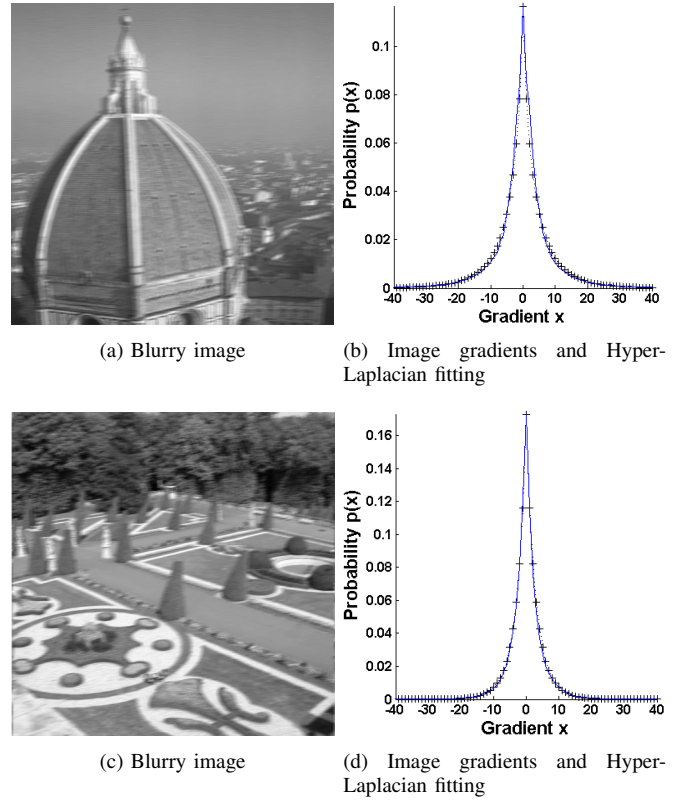 0.1
0.08
0.06
0.04
0.02
0
-40 -30 -20 -10 0 10 20 30 40
Probability p(x)
Gradient x
(a) Blurry image
(b) Image gradients and Hyper-
Laplacian fitting
0.16
0.14
0.12
0.1
0.08
0.06
0.04
0.02
0
-40 -30 -20 -10 0 10 20 30 40
Probability p(x)
Gradient x
(c) Blurry image
(d) Image gradients and Hyper-
Laplacian fitting